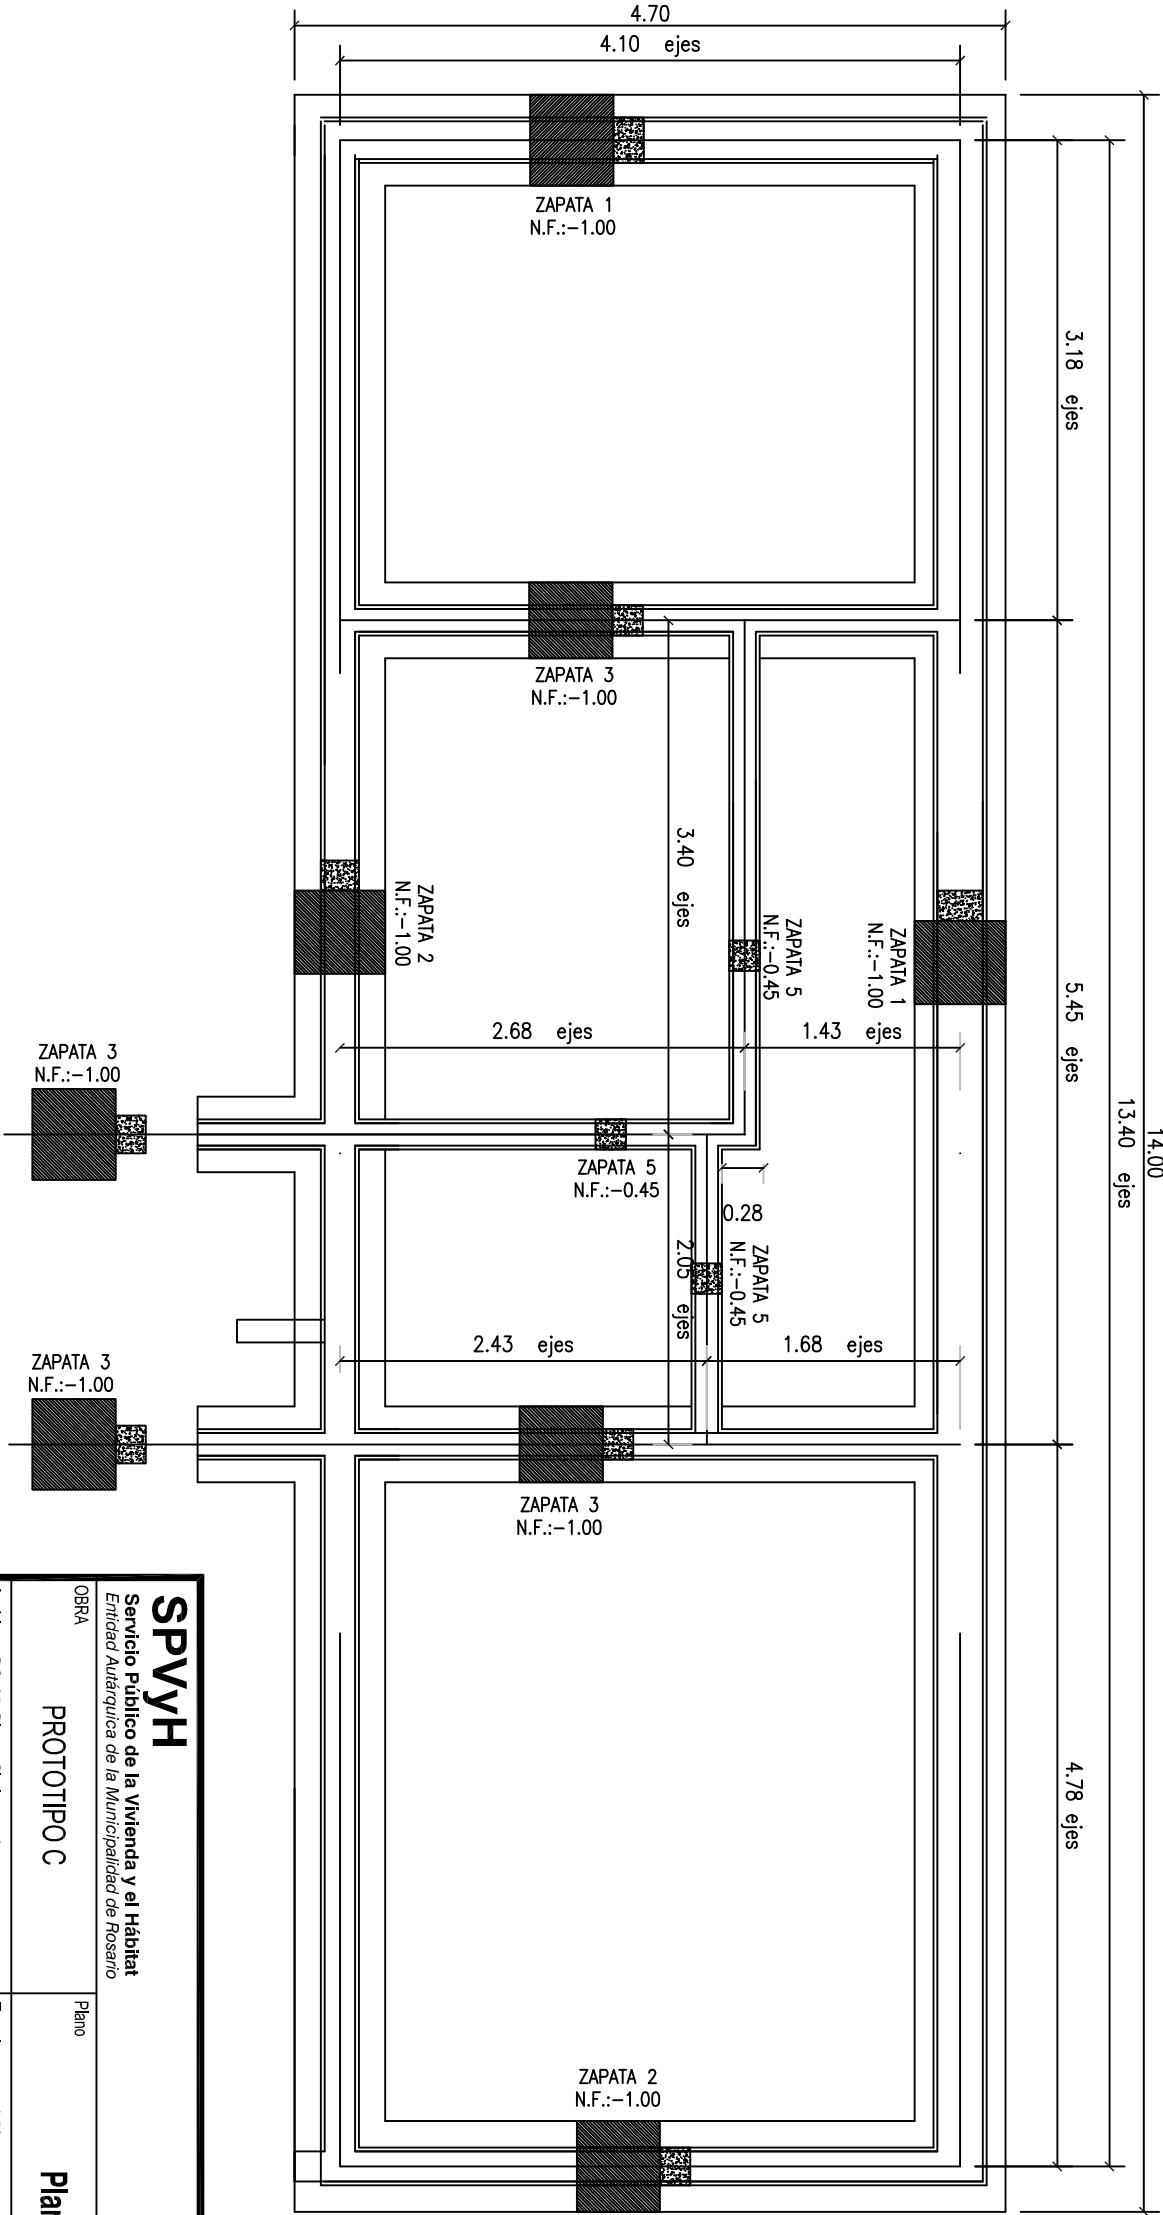 4.70
4.10 ejes
ZAPATA 1
N.F.:-1.00
3.18 ejes
ZAPATA 3
N.F.:-1.00
3.40 ejes
ZAPATA 2
N.F.:-1.00
ZAPATA 5
N.F.:-0.45
ZAPATA 1
N.F.:-1.00
5.45 ejes
13.40 ejes
14.00
2.68 ejes
1.43 ejes
ZAPATA 3
N.F.:-1.00
ZAPATA 5
N.F.:-0.45
0.28
ZAPATA 5
N.F.:-0.45
2.05 ejes
2.43 ejes
1.68 ejes
ZAPATA 3
N.F.:-1.00
ZAPATA 3
N.F.:-1.00
4.78 ejes
ZAPATA 2
N.F.:-1.00
SPVyH
Servicio Público de la Vivienda y el Hábitat
Entidad Autárquica de la Municipalidad de Rosario
OBRA
PROTOTIPO C
Plano